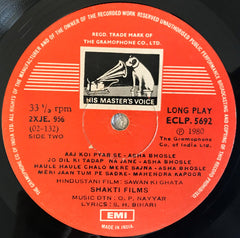 REGD. TRADE MARK OF
THE GRAMOPHONE CO., LTD.
HIS MASTER'S VOICE
33 ⅓ rpm
2XJE. 956
(02-132)
SIDE TWO
LONG PLAY
ECLP. 5692
℗ 1980
The Gramophone
Co. of India Ltd.
AAJ KOI PYAR SE - ASHA BHOSLE
JO DIL KI TADAP NA JANE - ASHA BHOSLE
HAULE HAULE CHALO MERE SAJNA - ASHA BHOSLE
MERI JAAN TUM PE SADKE - MAHENDRA KAPOOR
HINDUSTANI FILM: SAWAN KI GHATA
SHAKTI FILMS
MUSIC DTN: O. P. NAYYAR
LYRICS: S. H. BIHARI
EMI
MADE IN INDIA